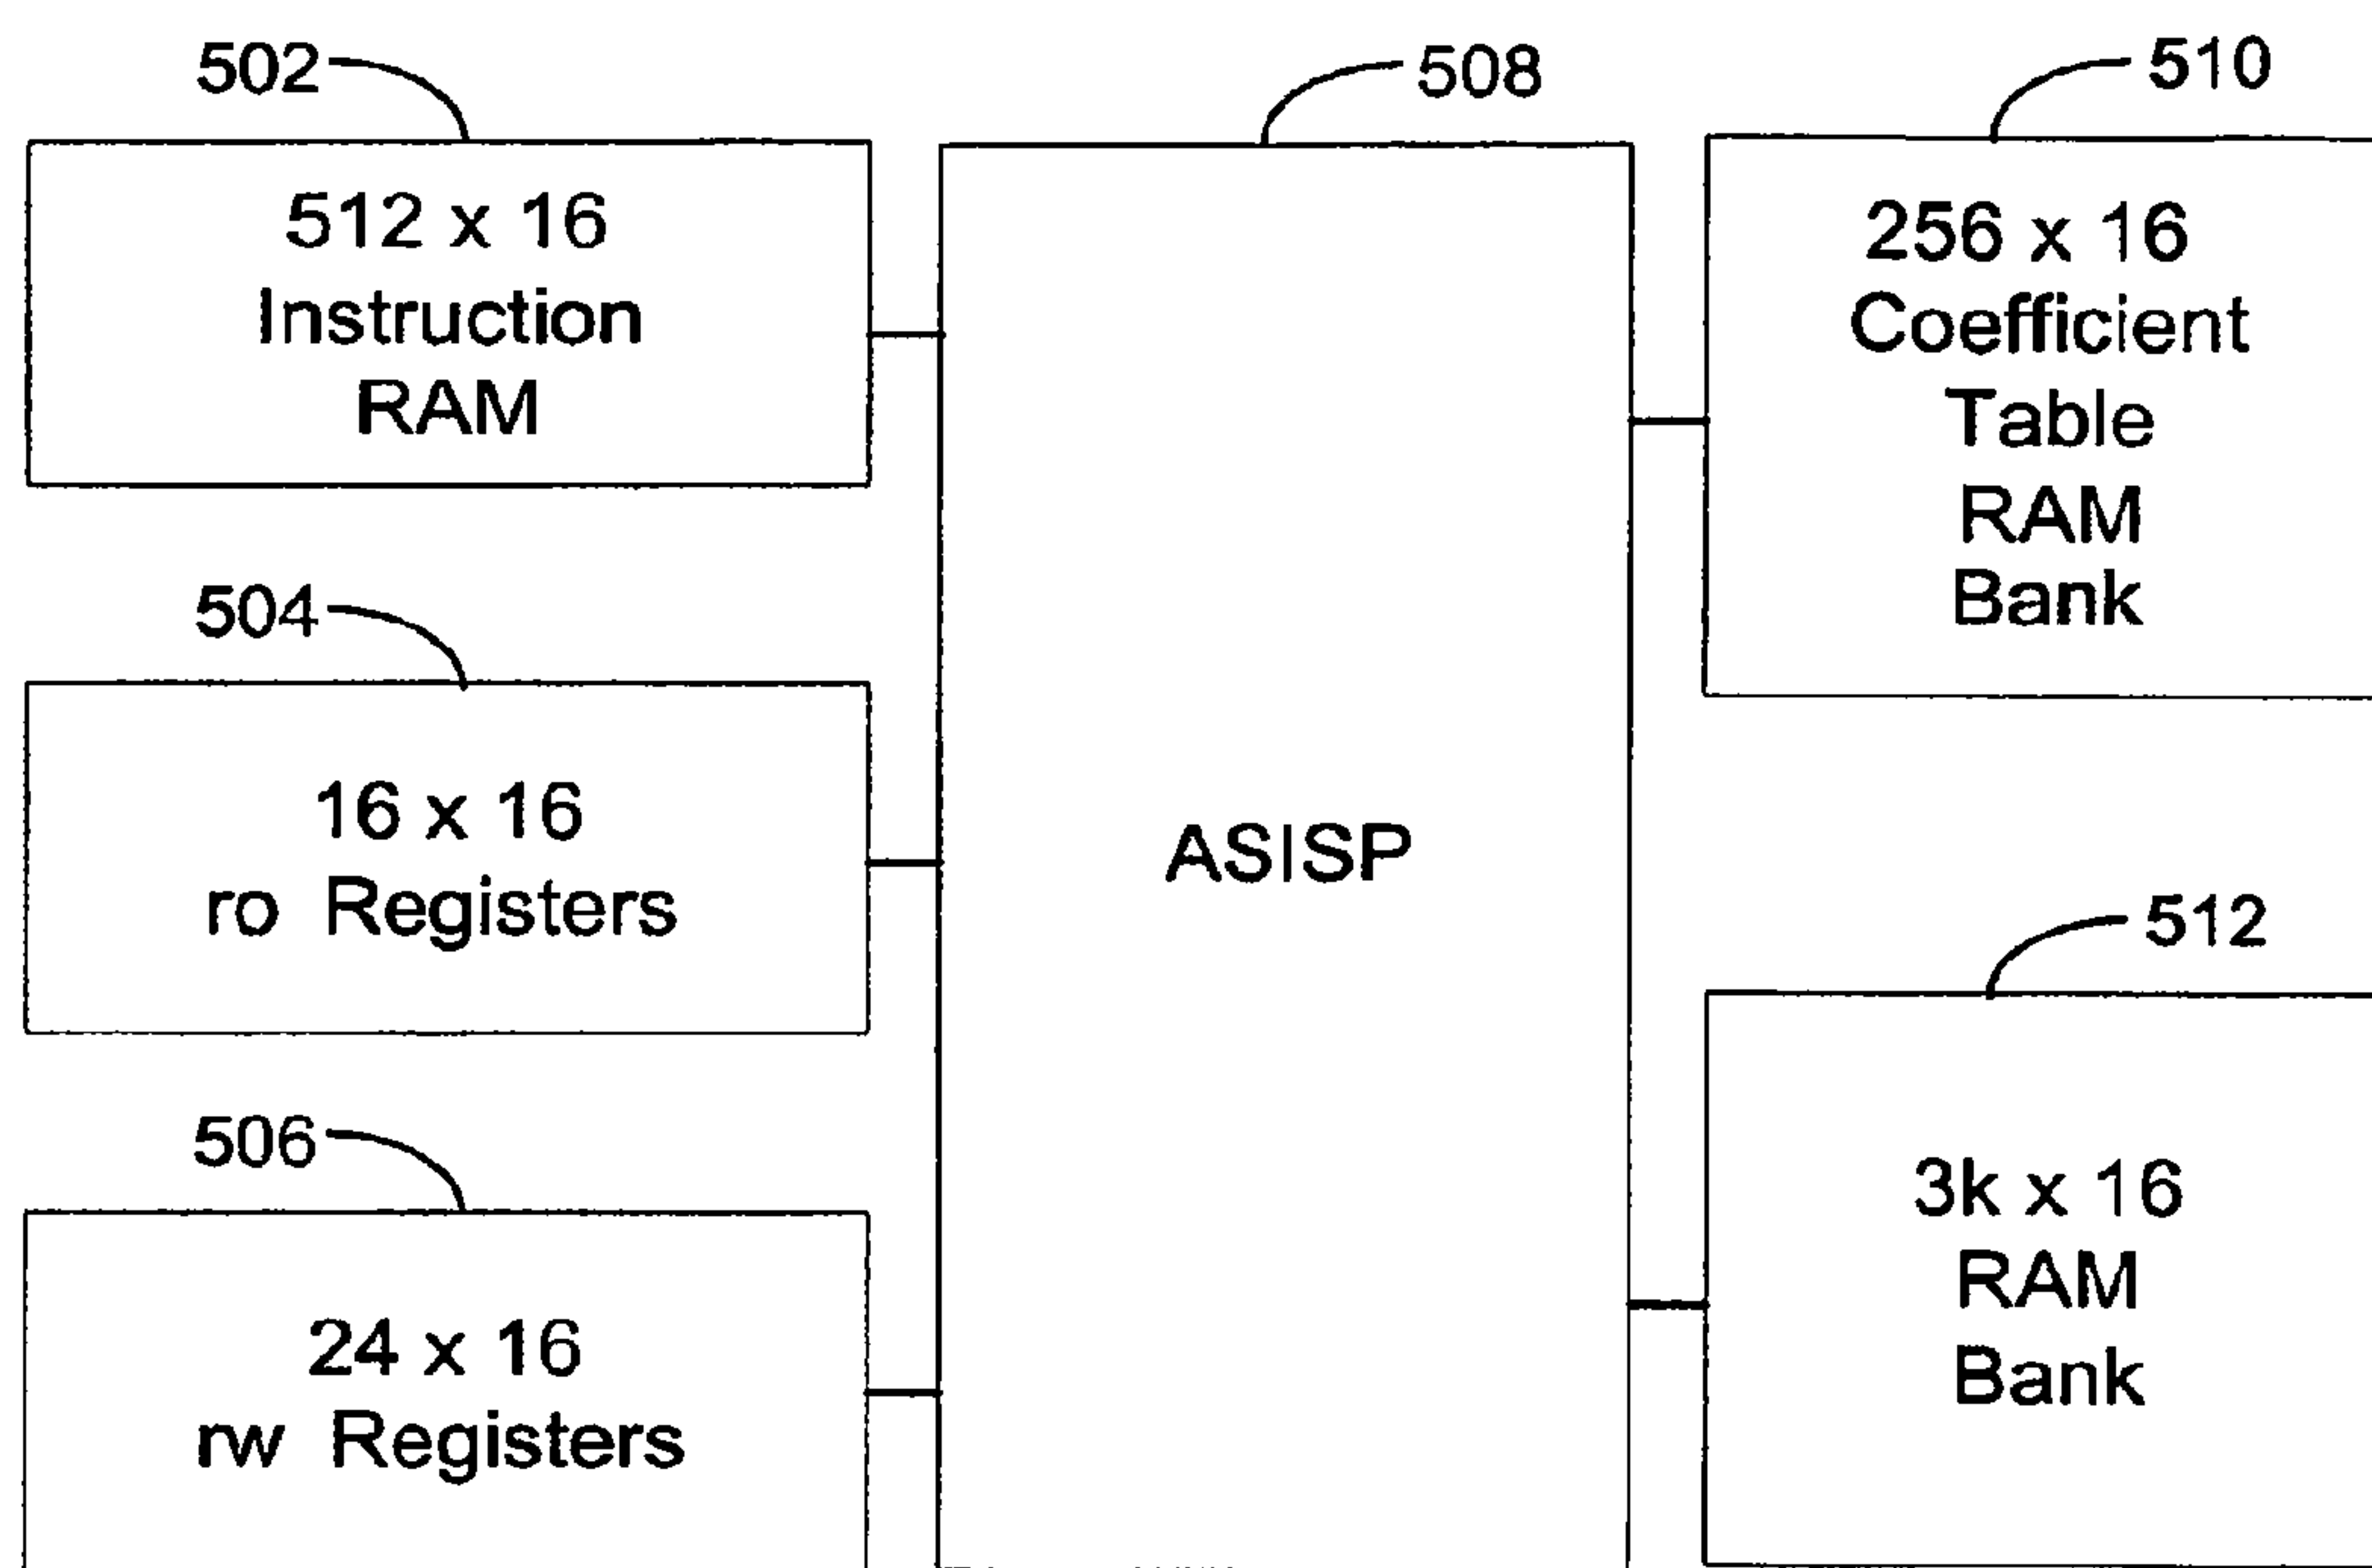 502
512 x 16
Instruction
RAM
504
16 x 16
ro Registers
506
24 x 16
rw Registers
508
ASISP
510
256 x 16
Coefficient
Table
RAM
Bank
512
3k x 16
RAM
Bank